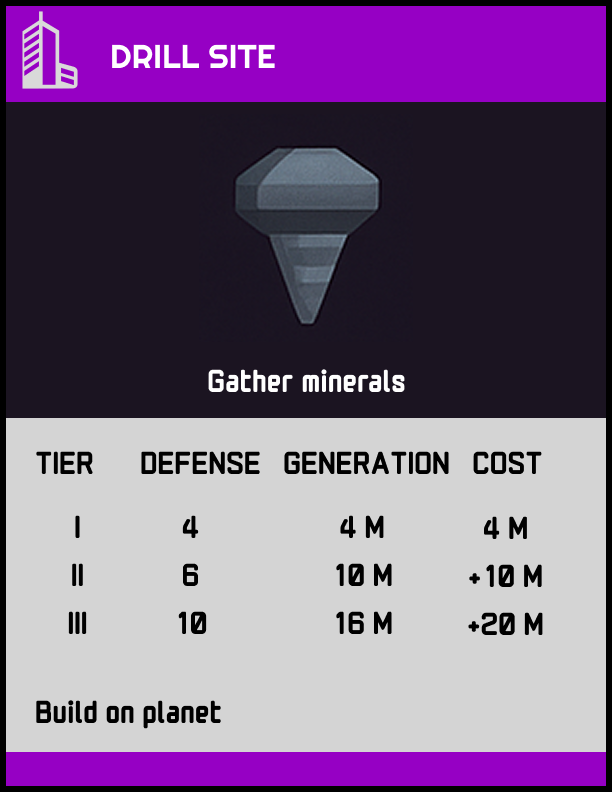 DRILL SITE
Gather minerals
TIER DEFENSE GENERATION COST
I 4 4 M 4 M
II 6 10 M +10 M
III 10 16 M +20 M
Build on planet